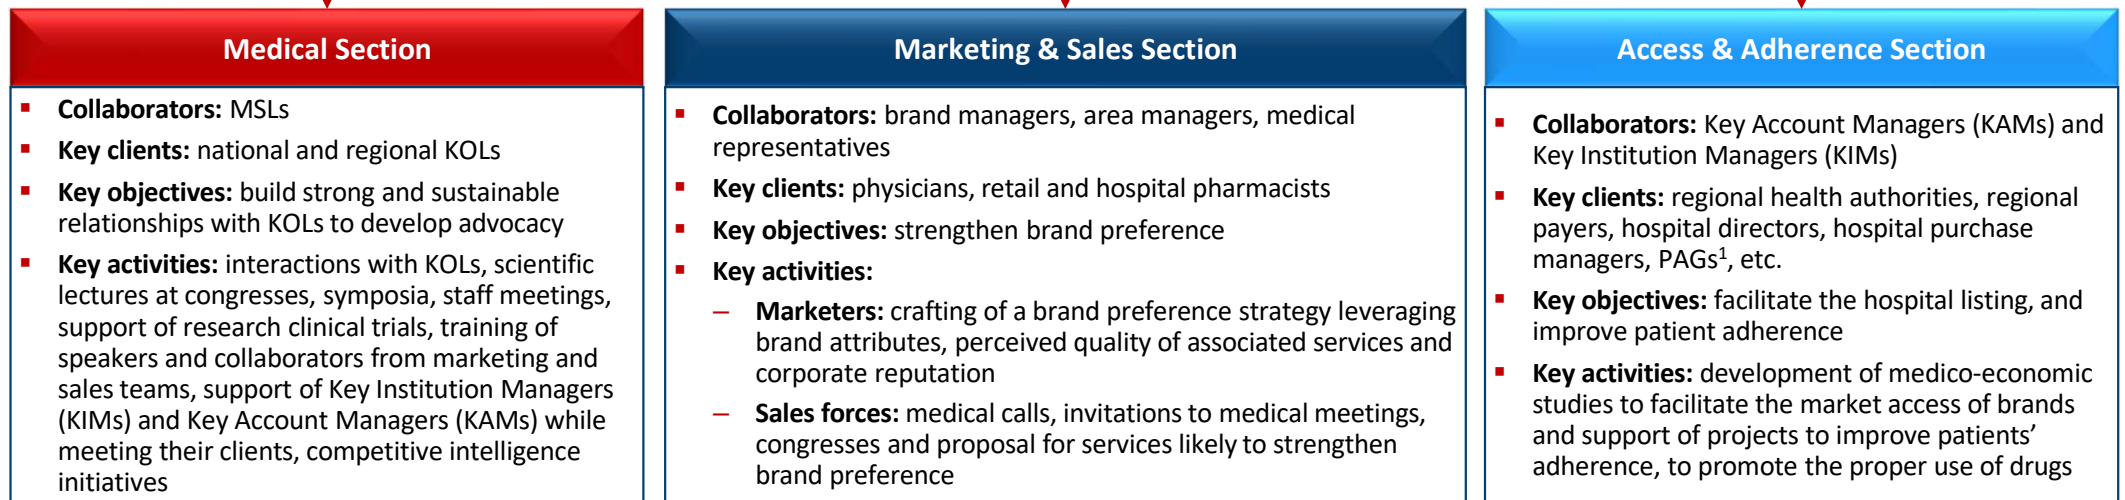 Medical Section
▪ Collaborators: MSLs
▪ Key clients: national and regional KOLs
▪ Key objectives: build strong and sustainable
relationships with KOLs to develop advocacy
▪ Key activities: interactions with KOLs, scientific
lectures at congresses, symposia, staff meetings,
support of research clinical trials, training of
speakers and collaborators from marketing and
sales teams, support of Key Institution Managers
(KIMs) and Key Account Managers (KAMs) while
meeting their clients, competitive intelligence
initiatives
Marketing & Sales Section
▪ Collaborators: brand managers, area managers, medical
representatives
▪ Key clients: physicians, retail and hospital pharmacists
▪ Key objectives: strengthen brand preference
▪ Key activities:
– Marketers: crafting of a brand preference strategy leveraging
brand attributes, perceived quality of associated services and
corporate reputation
– Sales forces: medical calls, invitations to medical meetings,
congresses and proposal for services likely to strengthen
brand preference
Access & Adherence Section
▪ Collaborators: Key Account Managers (KAMs) and
Key Institution Managers (KIMs)
▪ Key clients: regional health authorities, regional
payers, hospital directors, hospital purchase
managers, PAGs¹, etc.
▪ Key objectives: facilitate the hospital listing, and
improve patient adherence
▪ Key activities: development of medico-economic
studies to facilitate the market access of brands
and support of projects to improve patients’
adherence, to promote the proper use of drugs